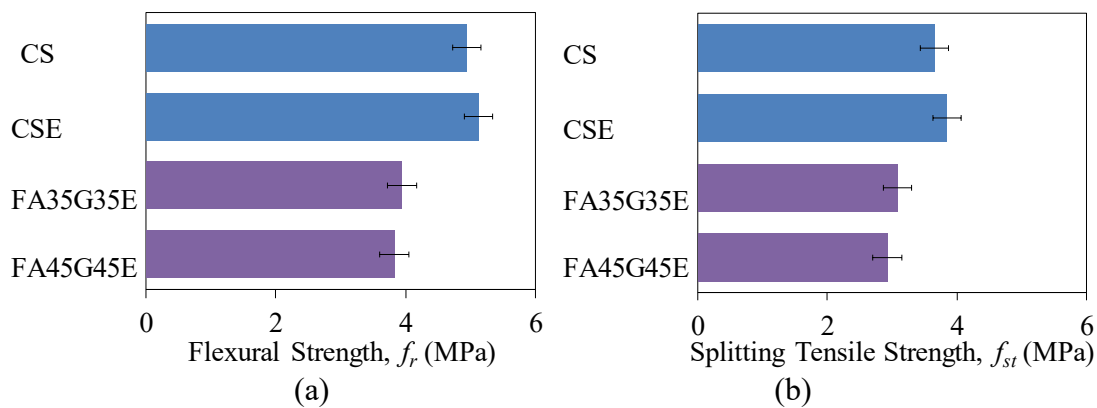 CS
CSE
FA35G35E
FA45G45E
0 2 4 6
Flexural Strength, fr (MPa)
(a)
CS
CSE
FA35G35E
FA45G45E
0 2 4 6
Splitting Tensile Strength, fst (MPa)
(b)